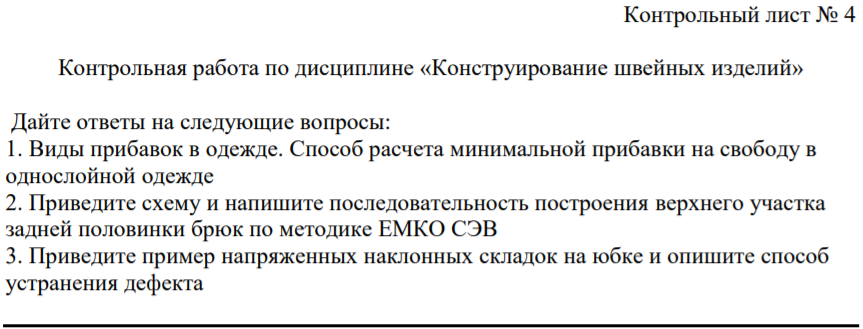 Контрольный лист № 4
Контрольная работа по дисциплине «Конструирование швейных изделий»
Дайте ответы на следующие вопросы:
1. Виды прибавок в одежде. Способ расчета минимальной прибавки на свободу в
однослойной одежде
2. Приведите схему и напишите последовательность построения верхнего участка
задней половинки брюк по методике ЕМКО СЭВ
3. Приведите пример напряженных наклонных складок на юбке и опишите способ
устранения дефекта